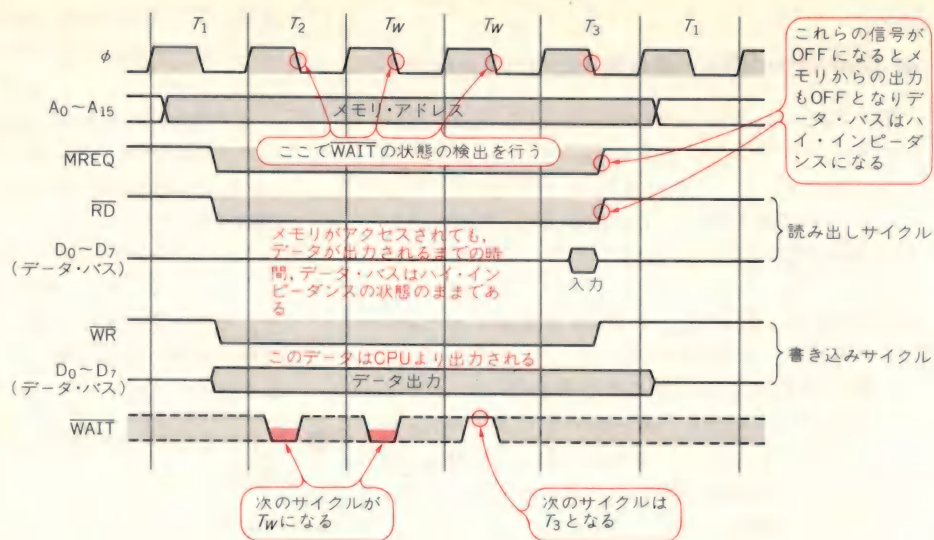 T₁ T₂ Tw Tw T₃ T₁
φ
A₀～A₁₅
メモリ・アドレス
ここでWAITの状態の検出を行う
MREQ
これらの信号が
OFFになるとメ
モリからの出力
もOFFとなりデ
ータ・バスはハ
イ・インピーダ
ンスになる
RD
読み出しサイクル
メモリがアクセスされても,
データが出力されるまでの時
間,データ・バスはハイ・イン
ピーダンスの状態のままであ
る
D₀～D₇
(データ・バス)
入力
WR
書き込みサイクル
このデータはCPUより出力される
D₀～D₇
(データ・バス)
データ出力
WAIT
次のサイクルが
Twになる
次のサイクルは
T₃となる